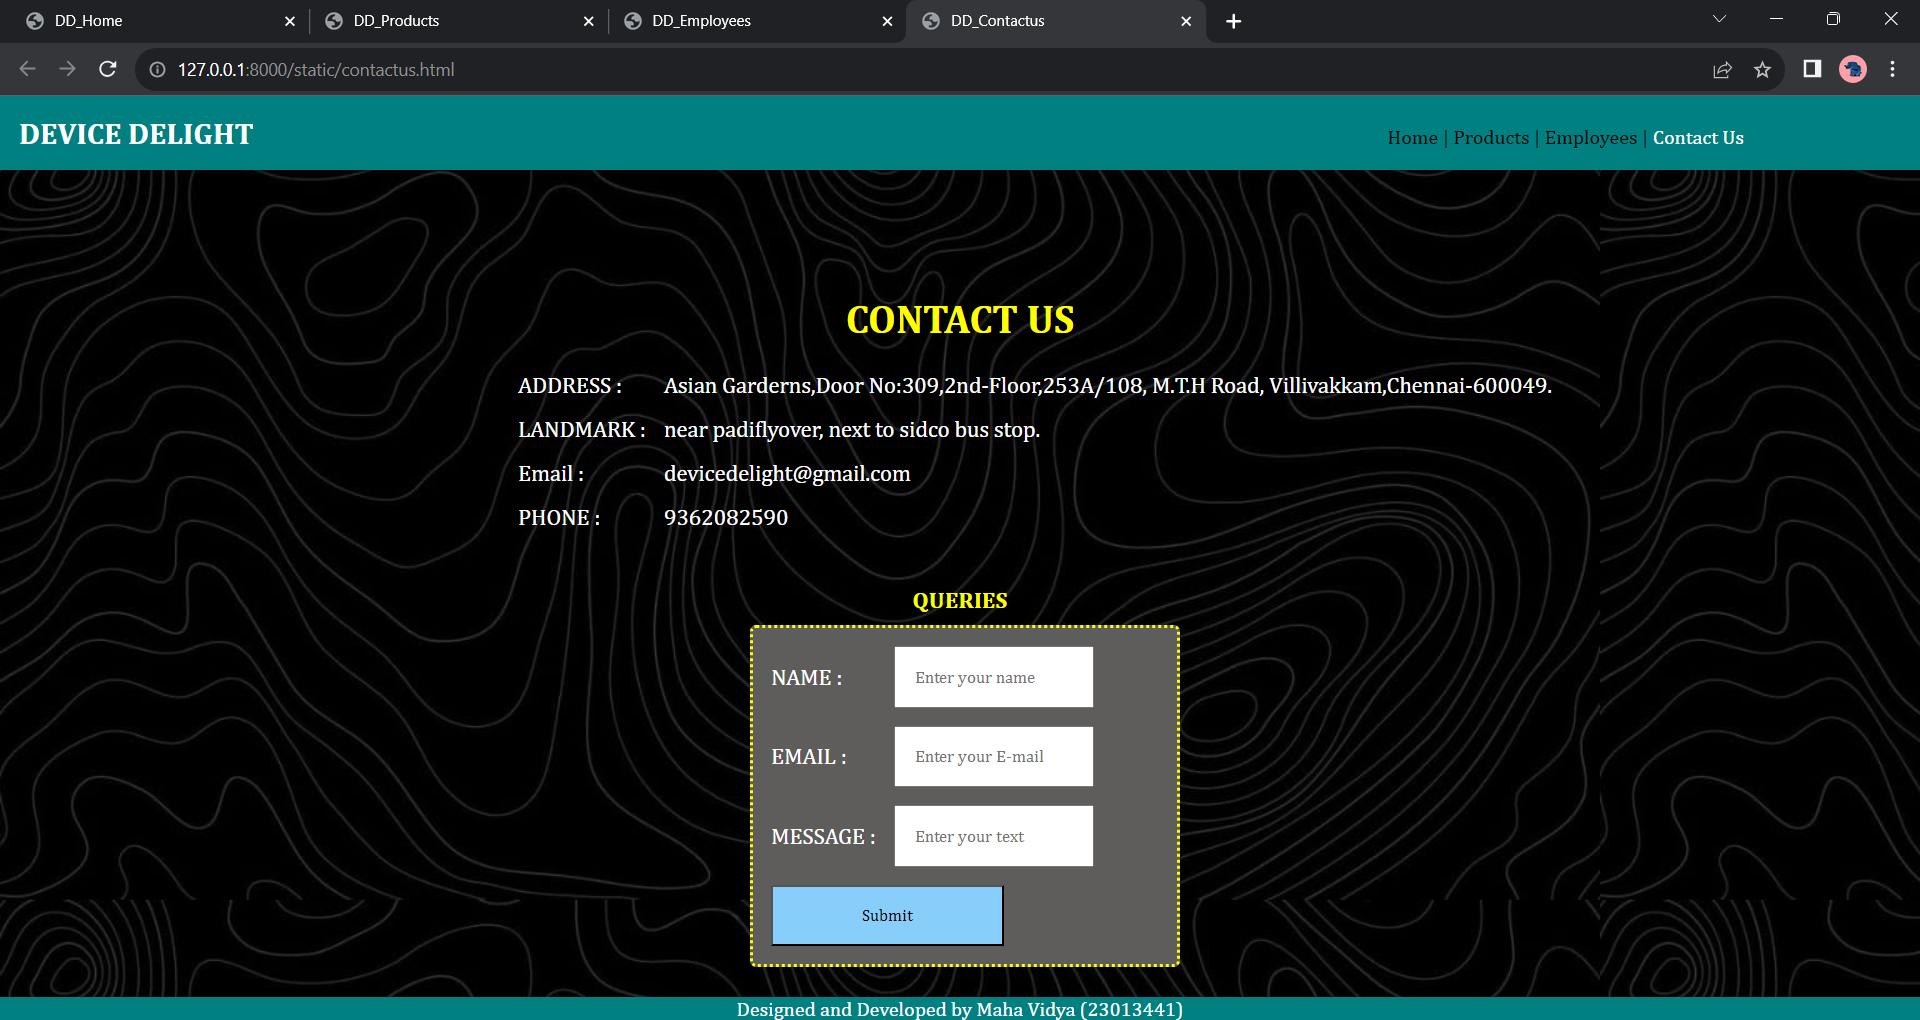 DD_Home DD_Products DD_Employees DD_Contactus
127.0.0.1:8000/static/contactus.html
DEVICE DELIGHT
Home | Products | Employees | Contact Us
CONTACT US
ADDRESS : Asian Garderns,Door No:309,2nd-Floor,253A/108, M.T.H Road, Villivakkam,Chennai-600049.
LANDMARK : near padiflyover, next to sidco bus stop.
Email : devicedelight@gmail.com
PHONE : 9362082590
QUERIES
NAME : Enter your name
EMAIL : Enter your E-mail
MESSAGE : Enter your text
Submit
Designed and Developed by Maha Vidya (23013441)